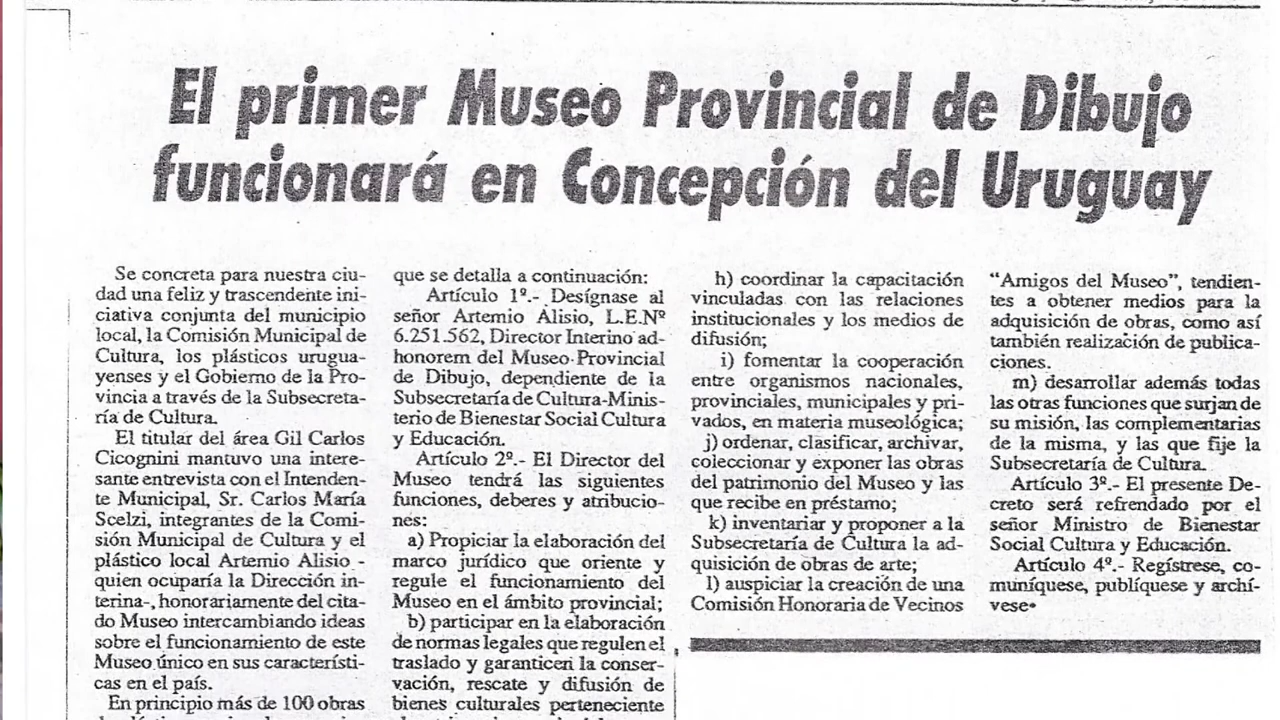 El primer Museo Provincial de Dibujo
funcionará en Concepción del Uruguay
Se concreta para nuestra ciu-
dad una feliz y trascendente ini-
ciativa conjunta del municipio
local, la Comisión Municipal de
Cultura, los plásticos urugua-
yenses y el Gobierno de la Pro-
vincia a través de la Subsecreta-
ría de Cultura.
El titular del área Gil Carlos
Cicognini mantuvo una intere-
sante entrevista con el Intenden-
te Municipal, Sr. Carlos María
Scelzi, integrantes de la Comi-
sión Municipal de Cultura y el
plástico local Artemio Alisio -
quien ocuparía la Dirección in-
terina-, honorariamente del cita-
do Museo intercambiando ideas
sobre el funcionamiento de este
Museo único en sus característi-
cas en el país.
En principio más de 100 obras
que se detalla a continuación:
Artículo 1º.- Desígnase al
señor Artemio Alisio, L.E.Nº
6.251.562, Director Interino ad-
honorem del Museo Provincial
de Dibujo, dependiente de la
Subsecretaría de Cultura-Minis-
terio de Bienestar Social Cultura
y Educación.
Artículo 2º.- El Director del
Museo tendrá las siguientes
funciones, deberes y atribucio-
nes:
a) Propiciar la elaboración del
marco jurídico que oriente y
regule el funcionamiento del
Museo en el ámbito provincial;
b) participar en la elaboración
de normas legales que regulen el
traslado y garanticen la conser-
vación, rescate y difusión de
bienes culturales perteneciente
h) coordinar la capacitación
vinculadas con las relaciones
institucionales y los medios de
difusión;
i) fomentar la cooperación
entre organismos nacionales,
provinciales, municipales y pri-
vados, en materia museológica;
j) ordenar, clasificar, archivar,
coleccionar y exponer las obras
del patrimonio del Museo y las
que recibe en préstamo;
k) inventariar y proponer a la
Subsecretaría de Cultura la ad-
quisición de obras de arte;
l) auspiciar la creación de una
Comisión Honoraria de Vecinos
"Amigos del Museo", tendien-
tes a obtener medios para la
adquisición de obras, como así
también realización de publica-
ciones.
m) desarrollar además todas
las otras funciones que surjan de
su misión, las complementarias
de la misma, y las que fije la
Subsecretaría de Cultura.
Artículo 3º.- El presente De-
creto será refrendado por el
señor Ministro de Bienestar
Social Cultura y Educación.
Artículo 4º.- Regístrese, co-
muníquese, publíquese y archí-
vese•